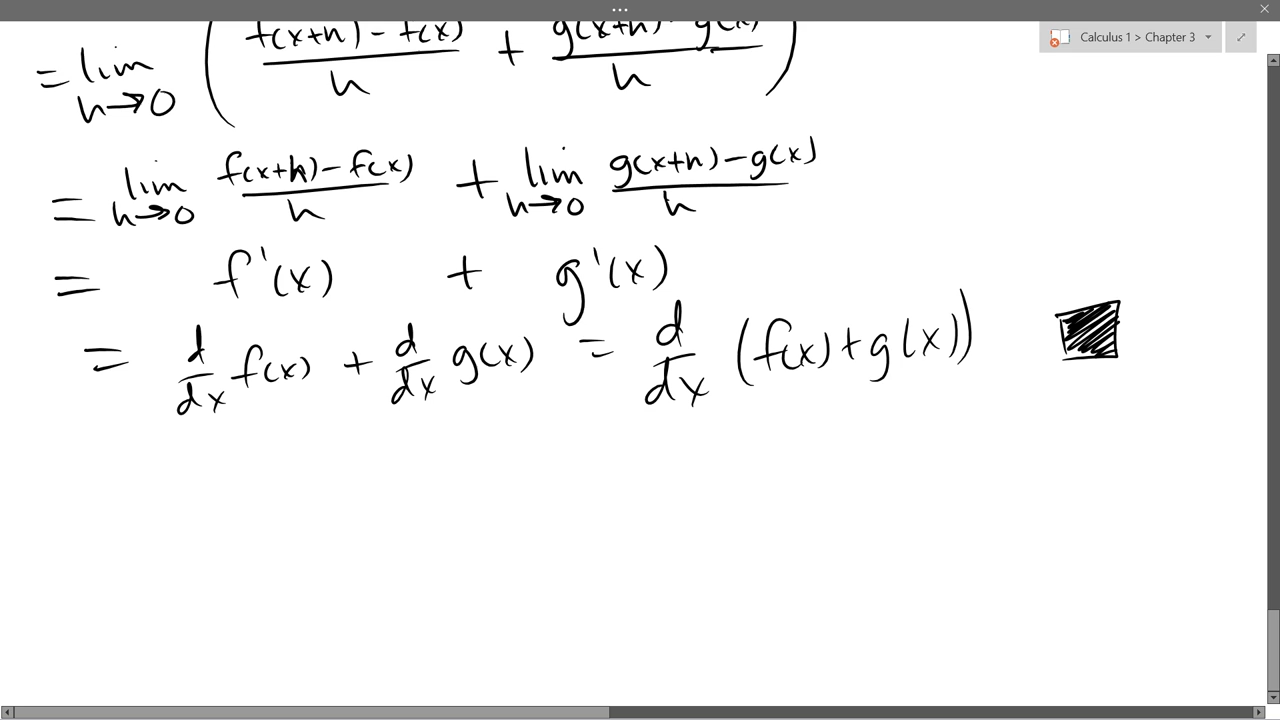 Calculus 1 > Chapter 3
= lim h→0 ( (f(x+h) - f(x))/h + (g(x+h) - g(x))/h )
= lim h→0 (f(x+h) - f(x))/h + lim h→0 (g(x+h) - g(x))/h
= f'(x) + g'(x)
= d/dx f(x) + d/dx g(x) = d/dx (f(x) + g(x))